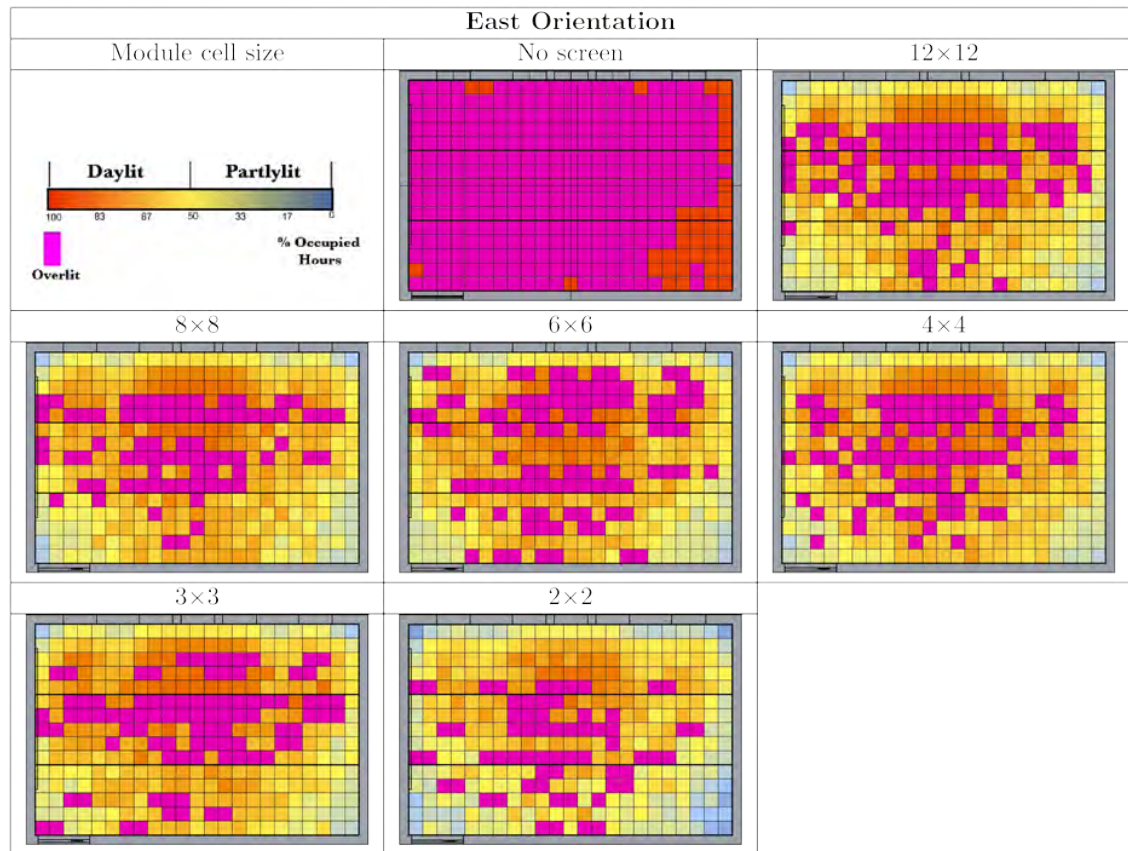 East Orientation
Module cell size
No screen
12×12
Daylit
Partlylit
100 83 67 50 33 17 0
% Occupied
Hours
Overlit
8×8
6×6
4×4
3×3
2×2